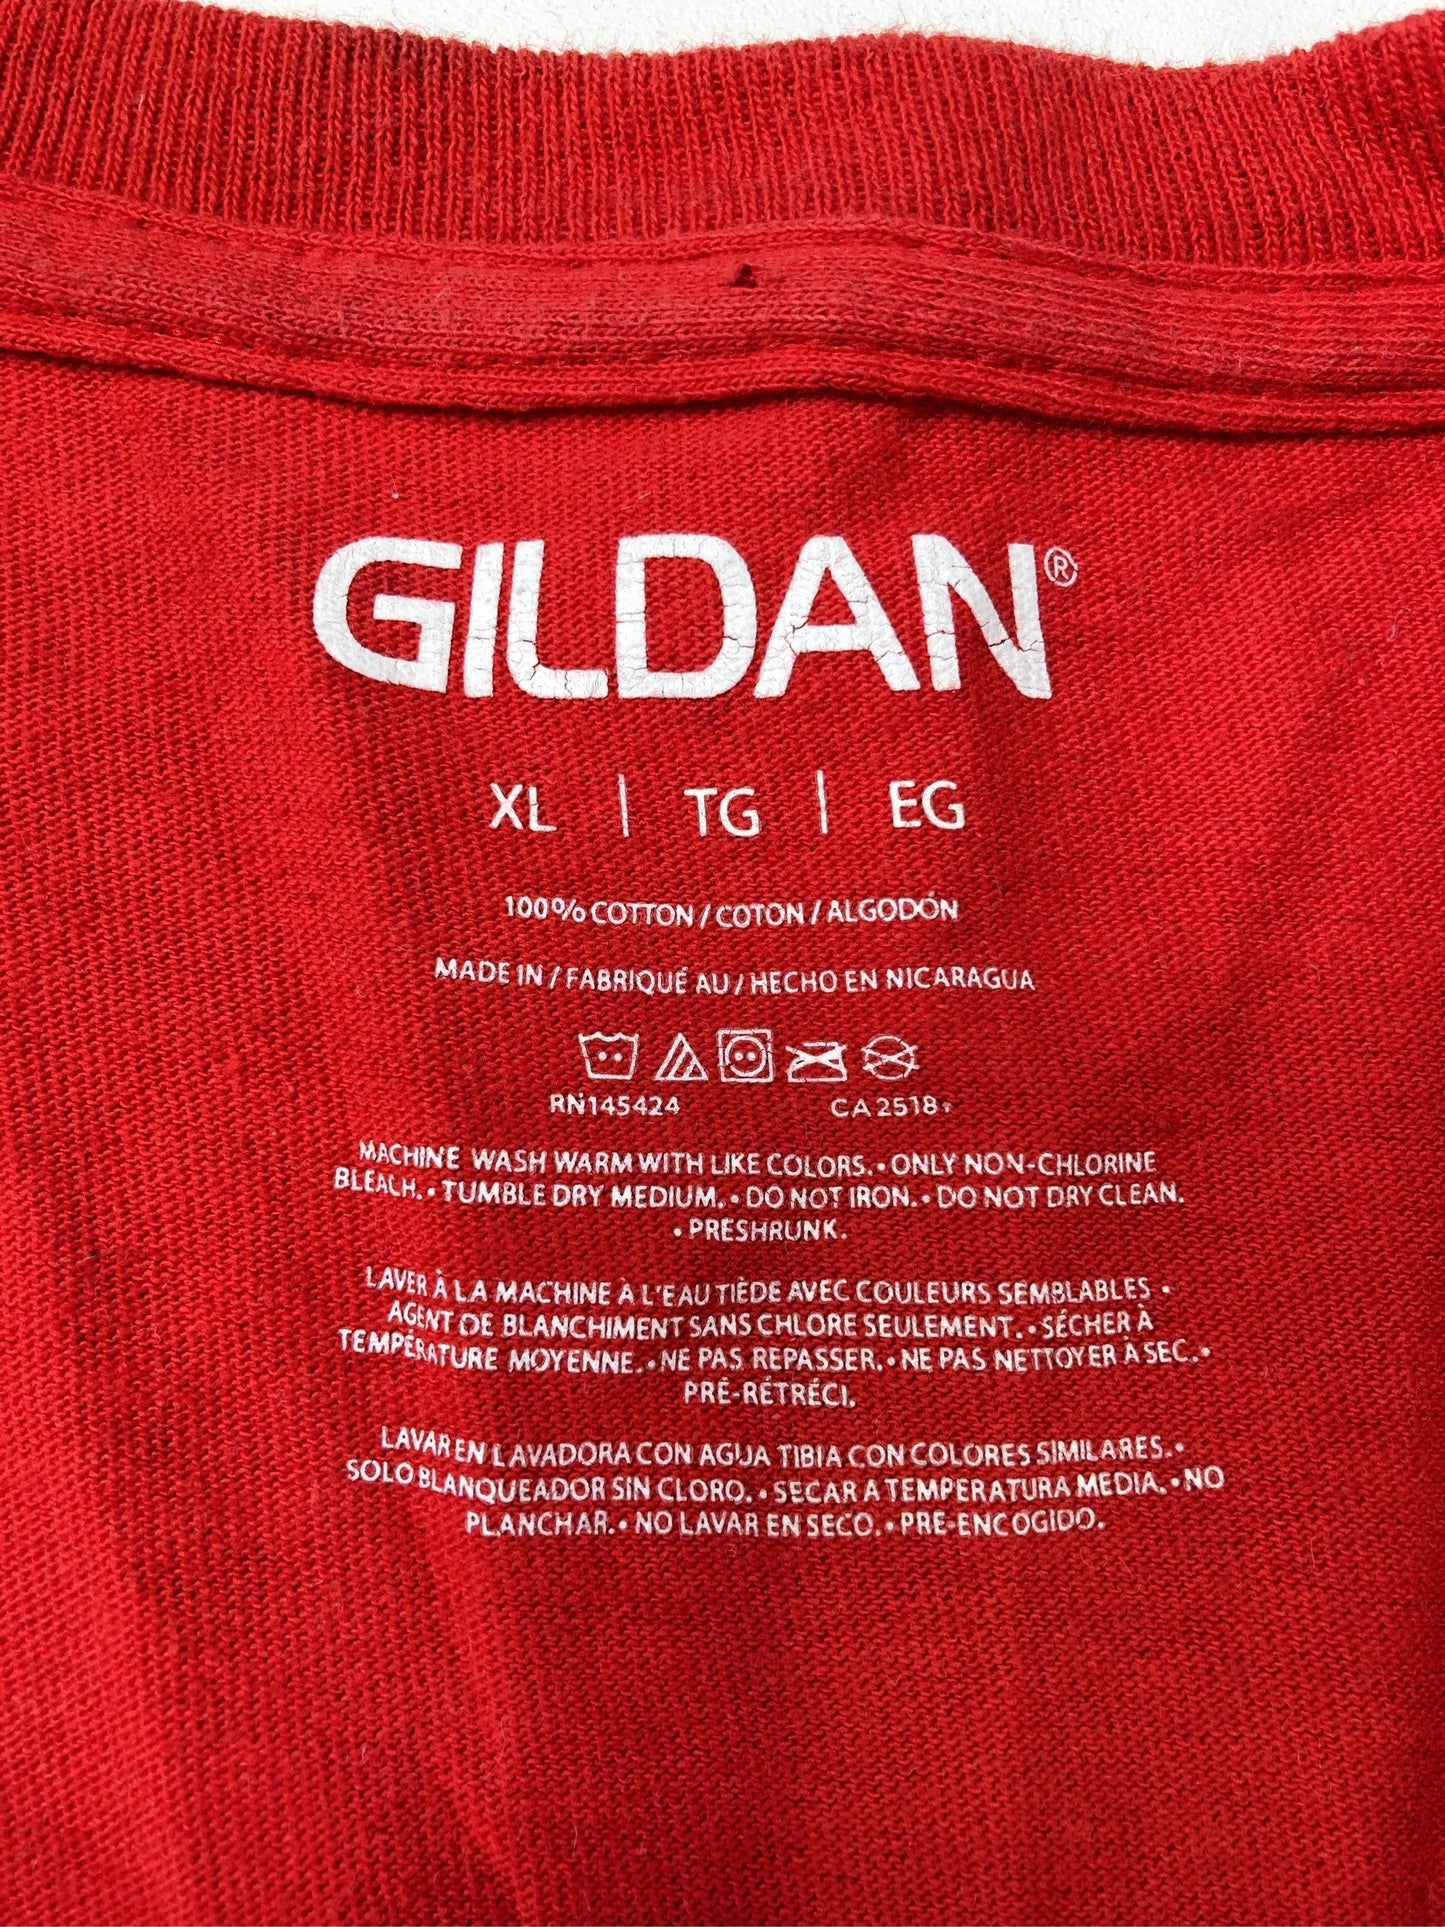 GILDAN®
XL | TG | EG
100% COTTON / COTON / ALGODÓN
MADE IN / FABRIQUÉ AU / HECHO EN NICARAGUA
RN145424 CA 2518
MACHINE WASH WARM WITH LIKE COLORS. • ONLY NON-CHLORINE
BLEACH. • TUMBLE DRY MEDIUM. • DO NOT IRON. • DO NOT DRY CLEAN.
• PRESHRUNK.
LAVER À LA MACHINE À L'EAU TIÈDE AVEC COULEURS SEMBLABLES •
AGENT DE BLANCHIMENT SANS CHLORE SEULEMENT. • SÉCHER À
TEMPÉRATURE MOYENNE. • NE PAS REPASSER. • NE PAS NETTOYER À SEC. •
PRÉ-RÉTRÉCI.
LAVAR EN LAVADORA CON AGUA TIBIA CON COLORES SIMILARES. •
SOLO BLANQUEADOR SIN CLORO. • SECAR A TEMPERATURA MEDIA. • NO
PLANCHAR. • NO LAVAR EN SECO. • PRE-ENCOGIDO.